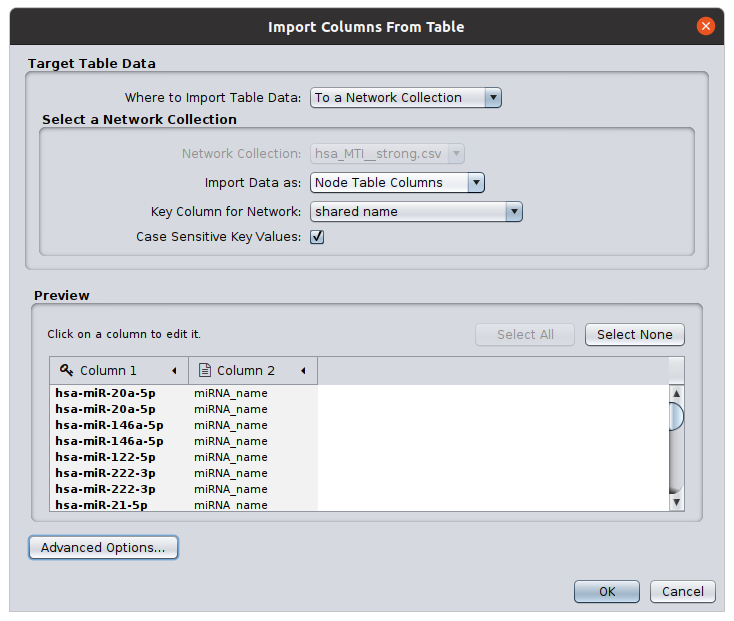 Import Columns From Table
Target Table Data
Where to Import Table Data: To a Network Collection
Select a Network Collection
Network Collection: hsa_MTI__strong.csv
Import Data as: Node Table Columns
Key Column for Network: shared name
Case Sensitive Key Values:
Preview
Click on a column to edit it. Select All Select None
Column 1 Column 2
hsa-miR-20a-5p miRNA_name
hsa-miR-20a-5p miRNA_name
hsa-miR-146a-5p miRNA_name
hsa-miR-146a-5p miRNA_name
hsa-miR-122-5p miRNA_name
hsa-miR-222-3p miRNA_name
hsa-miR-222-3p miRNA_name
hsa-miR-21-5p miRNA_name
Advanced Options...
OK Cancel